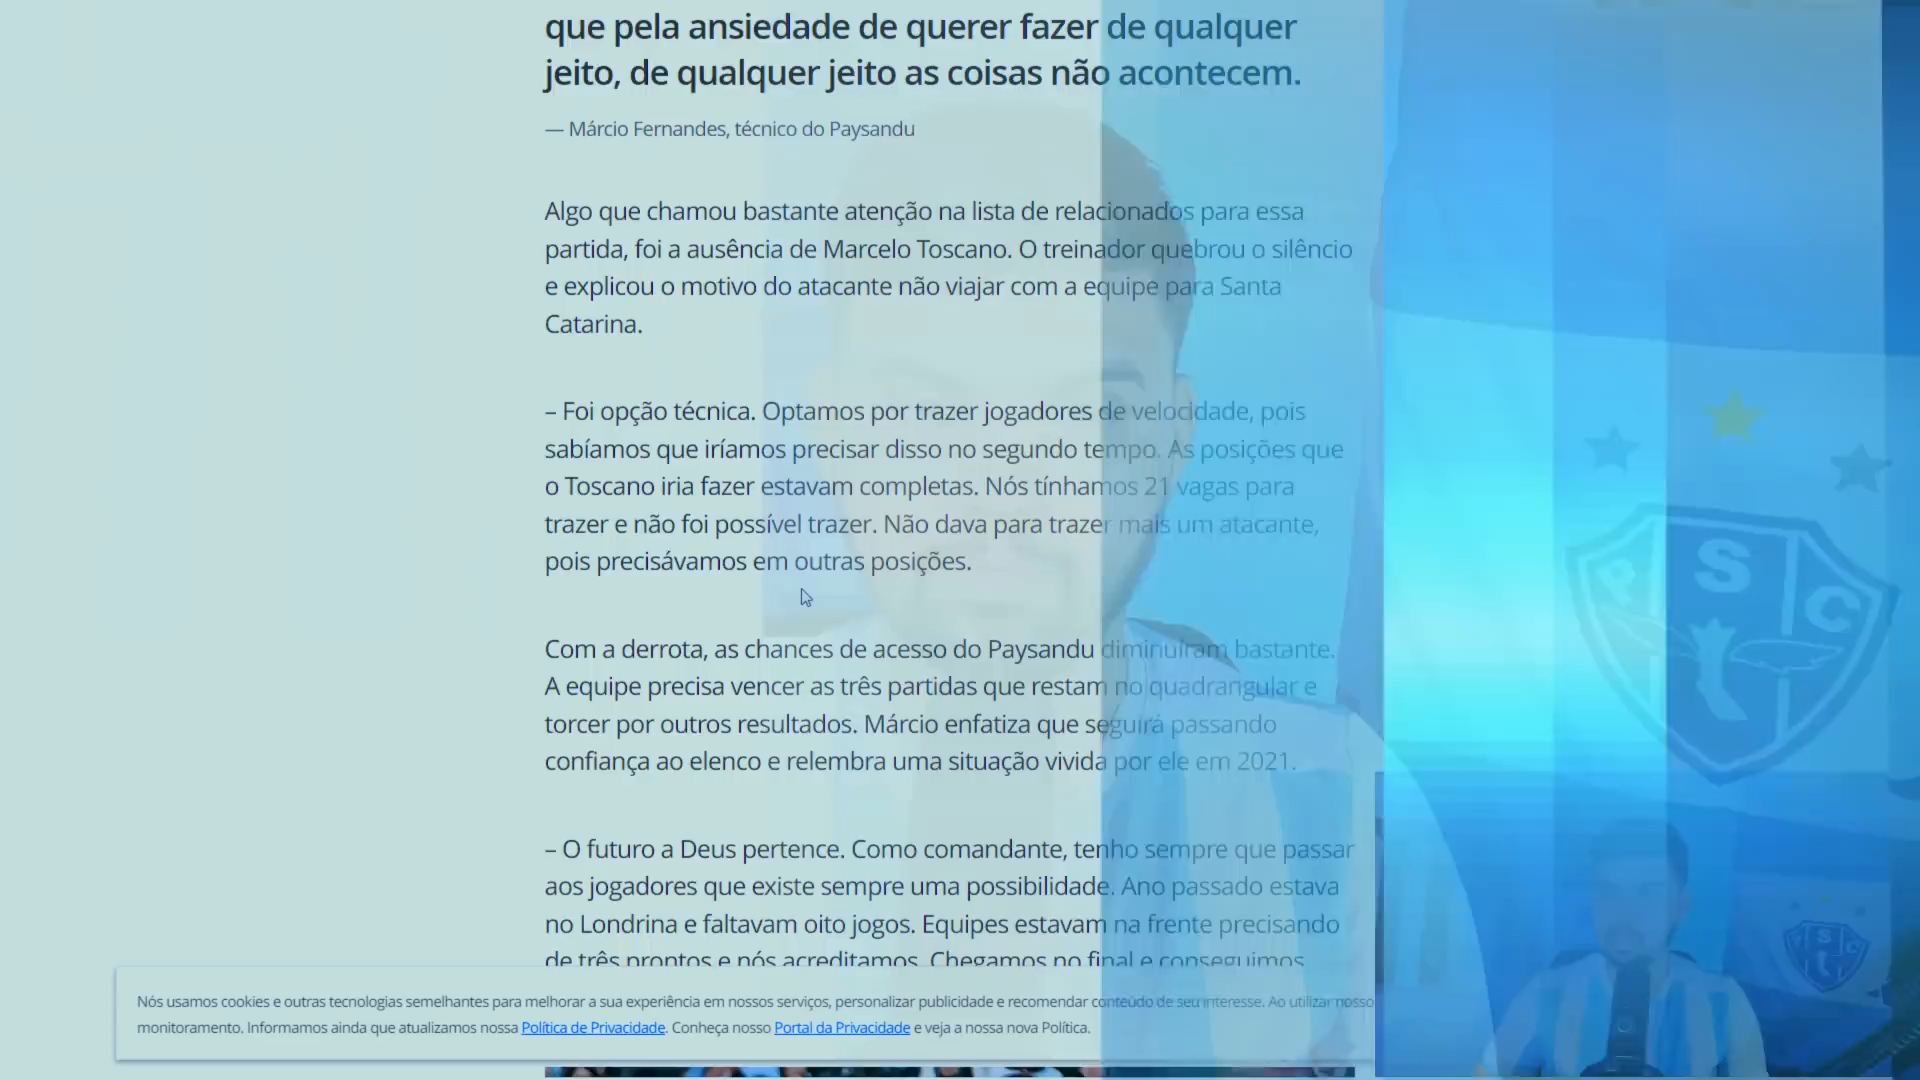 que pela ansiedade de querer fazer de qualquer
jeito, de qualquer jeito as coisas não acontecem.
— Márcio Fernandes, técnico do Paysandu
Algo que chamou bastante atenção na lista de relacionados para essa
partida, foi a ausência de Marcelo Toscano. O treinador quebrou o silêncio
e explicou o motivo do atacante não viajar com a equipe para Santa
Catarina.
– Foi opção técnica. Optamos por trazer jogadores de velocidade, pois
sabíamos que iríamos precisar disso no segundo tempo. As posições que
o Toscano iria fazer estavam completas. Nós tínhamos 21 vagas para
trazer e não foi possível trazer. Não dava para trazer mais um atacante,
pois precisávamos em outras posições.
Com a derrota, as chances de acesso do Paysandu diminuíram bastante.
A equipe precisa vencer as três partidas que restam no quadrangular e
torcer por outros resultados. Márcio enfatiza que seguirá passando
confiança ao elenco e relembra uma situação vivida por ele em 2021.
– O futuro a Deus pertence. Como comandante, tenho sempre que passar
aos jogadores que existe sempre uma possibilidade. Ano passado estava
no Londrina e faltavam oito jogos. Equipes estavam na frente precisando
de três prontos e nós acreditamos. Chegamos no final e conseguimos
Nós usamos cookies e outras tecnologias semelhantes para melhorar a sua experiência em nossos serviços, personalizar publicidade e recomendar conteúdo de seu interesse. Ao utilizar nosso
monitoramento. Informamos ainda que atualizamos nossa Política de Privacidade. Conheça nosso Portal da Privacidade e veja a nossa nova Política.
P S C
P S C